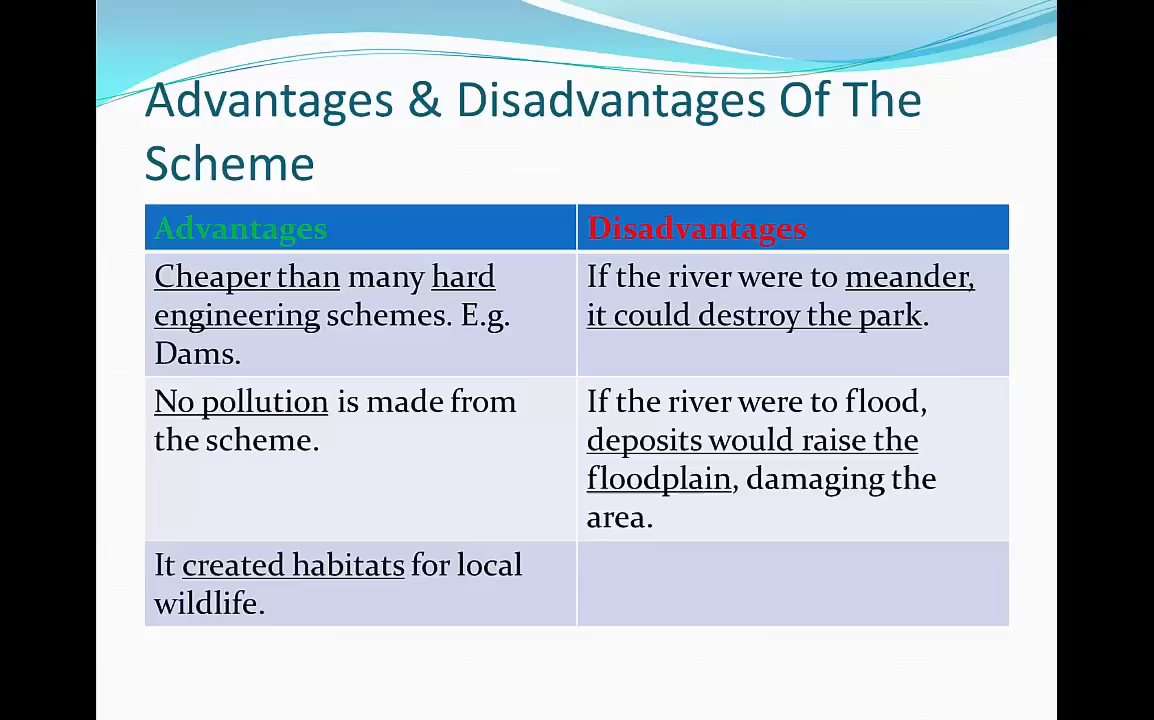 Advantages & Disadvantages Of The
Scheme
Advantages
Disadvantages
Cheaper than many hard
engineering schemes. E.g.
Dams.
If the river were to meander,
it could destroy the park.
No pollution is made from
the scheme.
If the river were to flood,
deposits would raise the
floodplain, damaging the
area.
It created habitats for local
wildlife.